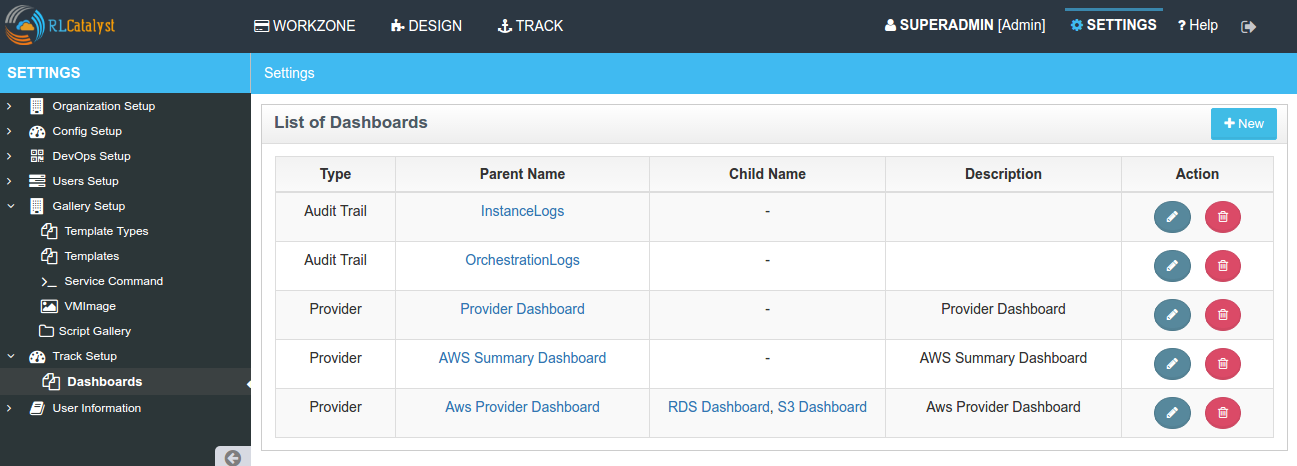 RLCatalyst WORKZONE DESIGN TRACK SUPERADMIN [Admin] SETTINGS ? Help
SETTINGS
Settings
Organization Setup
Config Setup
DevOps Setup
Users Setup
Gallery Setup
Template Types
Templates
Service Command
VMImage
Script Gallery
Track Setup
Dashboards
User Information
List of Dashboards
+ New
Type Parent Name Child Name Description Action
Audit Trail InstanceLogs -
Audit Trail OrchestrationLogs -
Provider Provider Dashboard - Provider Dashboard
Provider AWS Summary Dashboard - AWS Summary Dashboard
Provider Aws Provider Dashboard RDS Dashboard, S3 Dashboard Aws Provider Dashboard